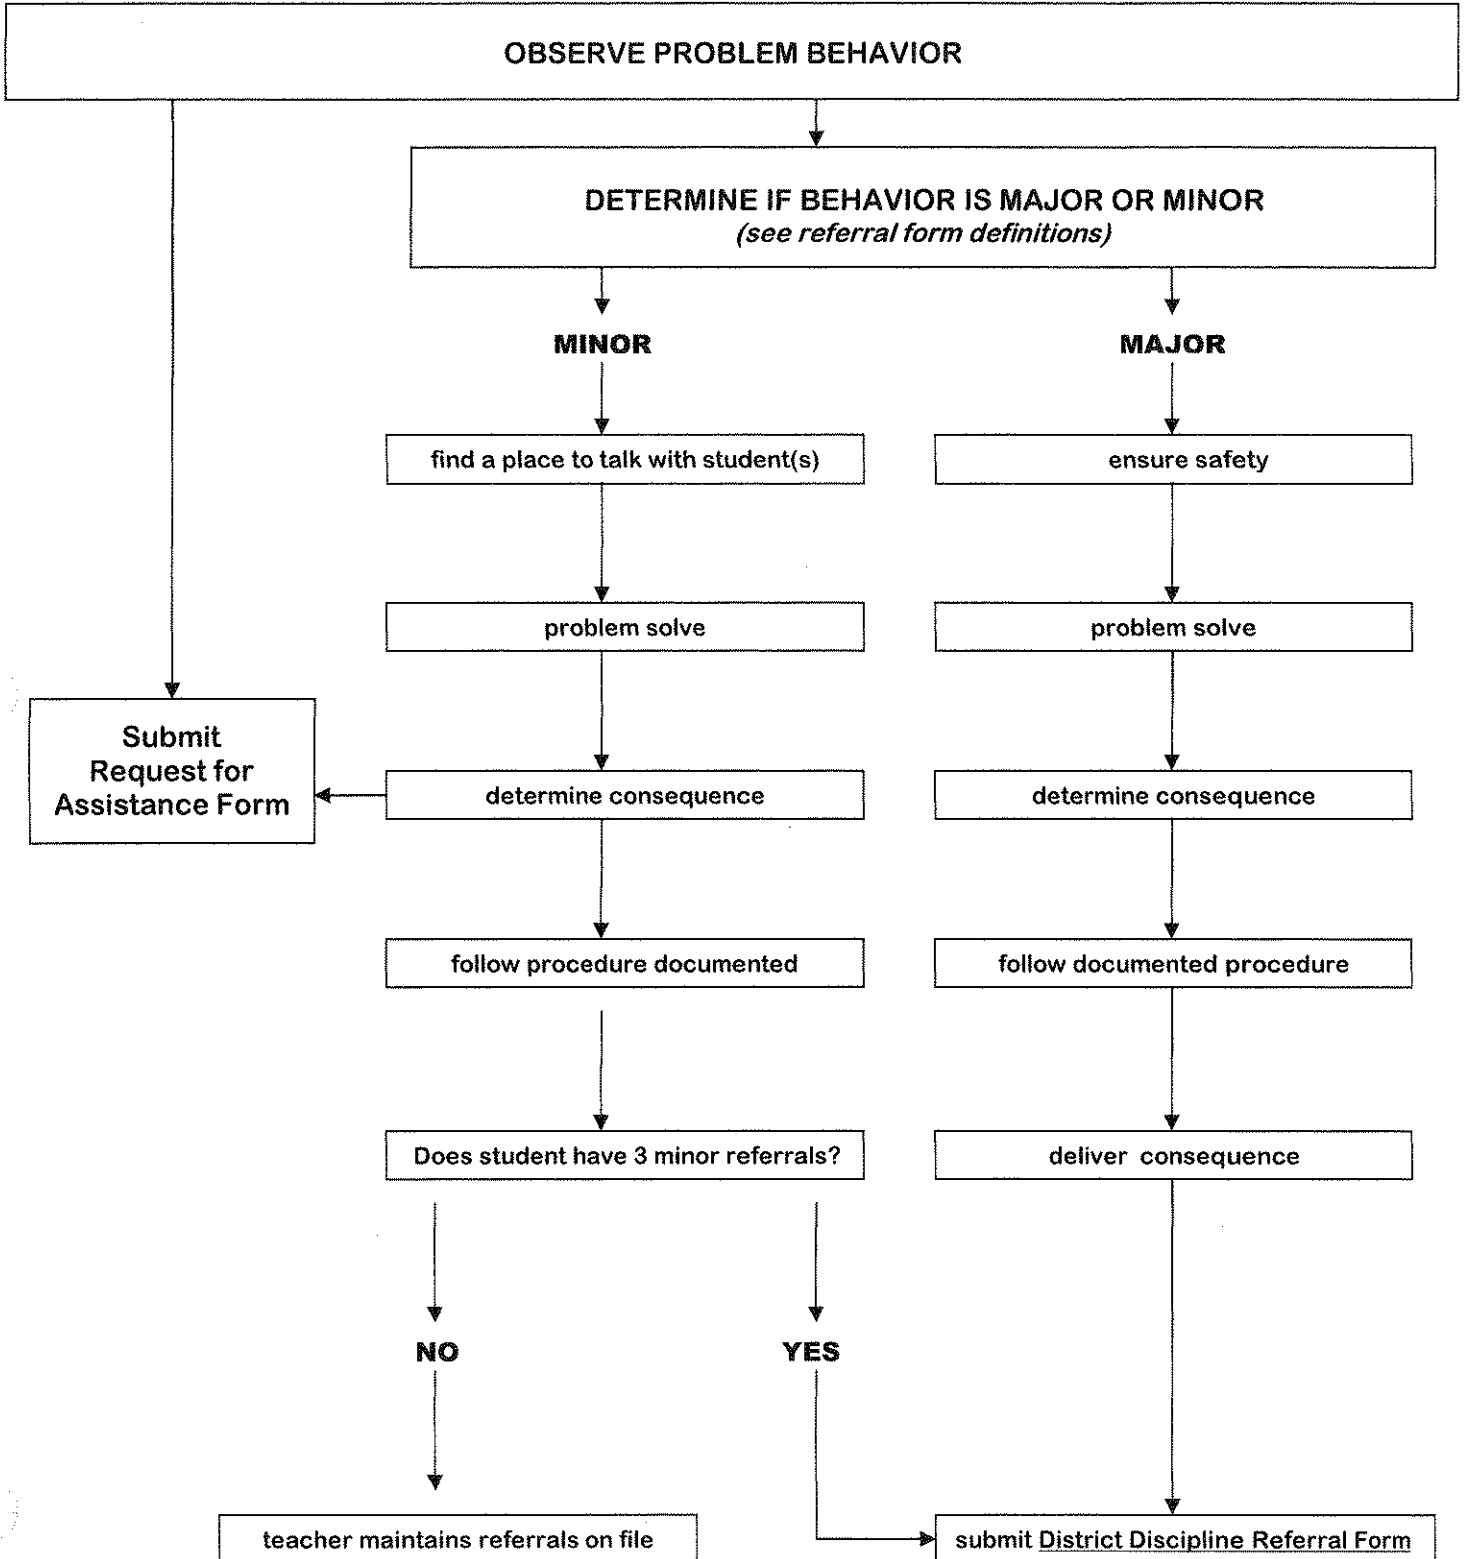 OBSERVE PROBLEM BEHAVIOR
DETERMINE IF BEHAVIOR IS MAJOR OR MINOR
(see referral form definitions)
MINOR
MAJOR
find a place to talk with student(s)
ensure safety
problem solve
problem solve
Submit
Request for
Assistance Form
determine consequence
determine consequence
follow procedure documented
follow documented procedure
Does student have 3 minor referrals?
deliver consequence
NO
YES
teacher maintains referrals on file
submit District Discipline Referral Form